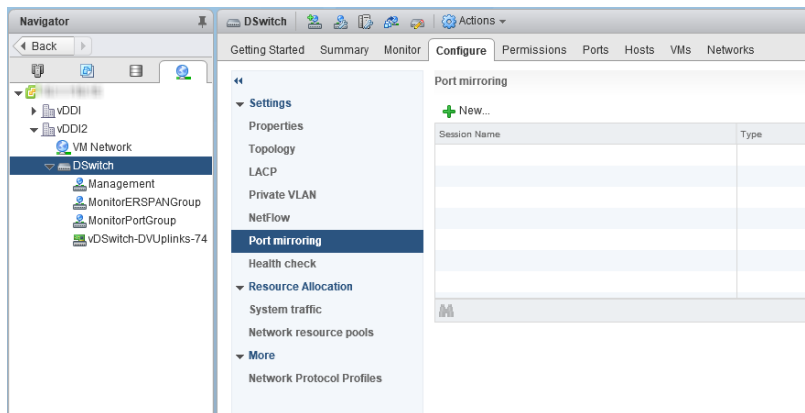 Navigator
Back
vDDI
vDDI2
VM Network
DSwitch
Management
MonitorERSPANGroup
MonitorPortGroup
vDSwitch-DVUplinks-74
DSwitch Actions
Getting Started Summary Monitor Configure Permissions Ports Hosts VMs Networks
Settings
Properties
Topology
LACP
Private VLAN
NetFlow
Port mirroring
Health check
Resource Allocation
System traffic
Network resource pools
More
Network Protocol Profiles
Port mirroring
New...
Session Name Type